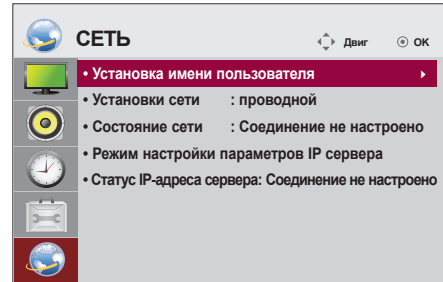 СЕТЬ
Двиг
ОК
• Установка имени пользователя
• Установки сети : проводной
• Состояние сети : Соединение не настроено
• Режим настройки параметров IP сервера
• Статус IP-адреса сервера: Соединение не настроено